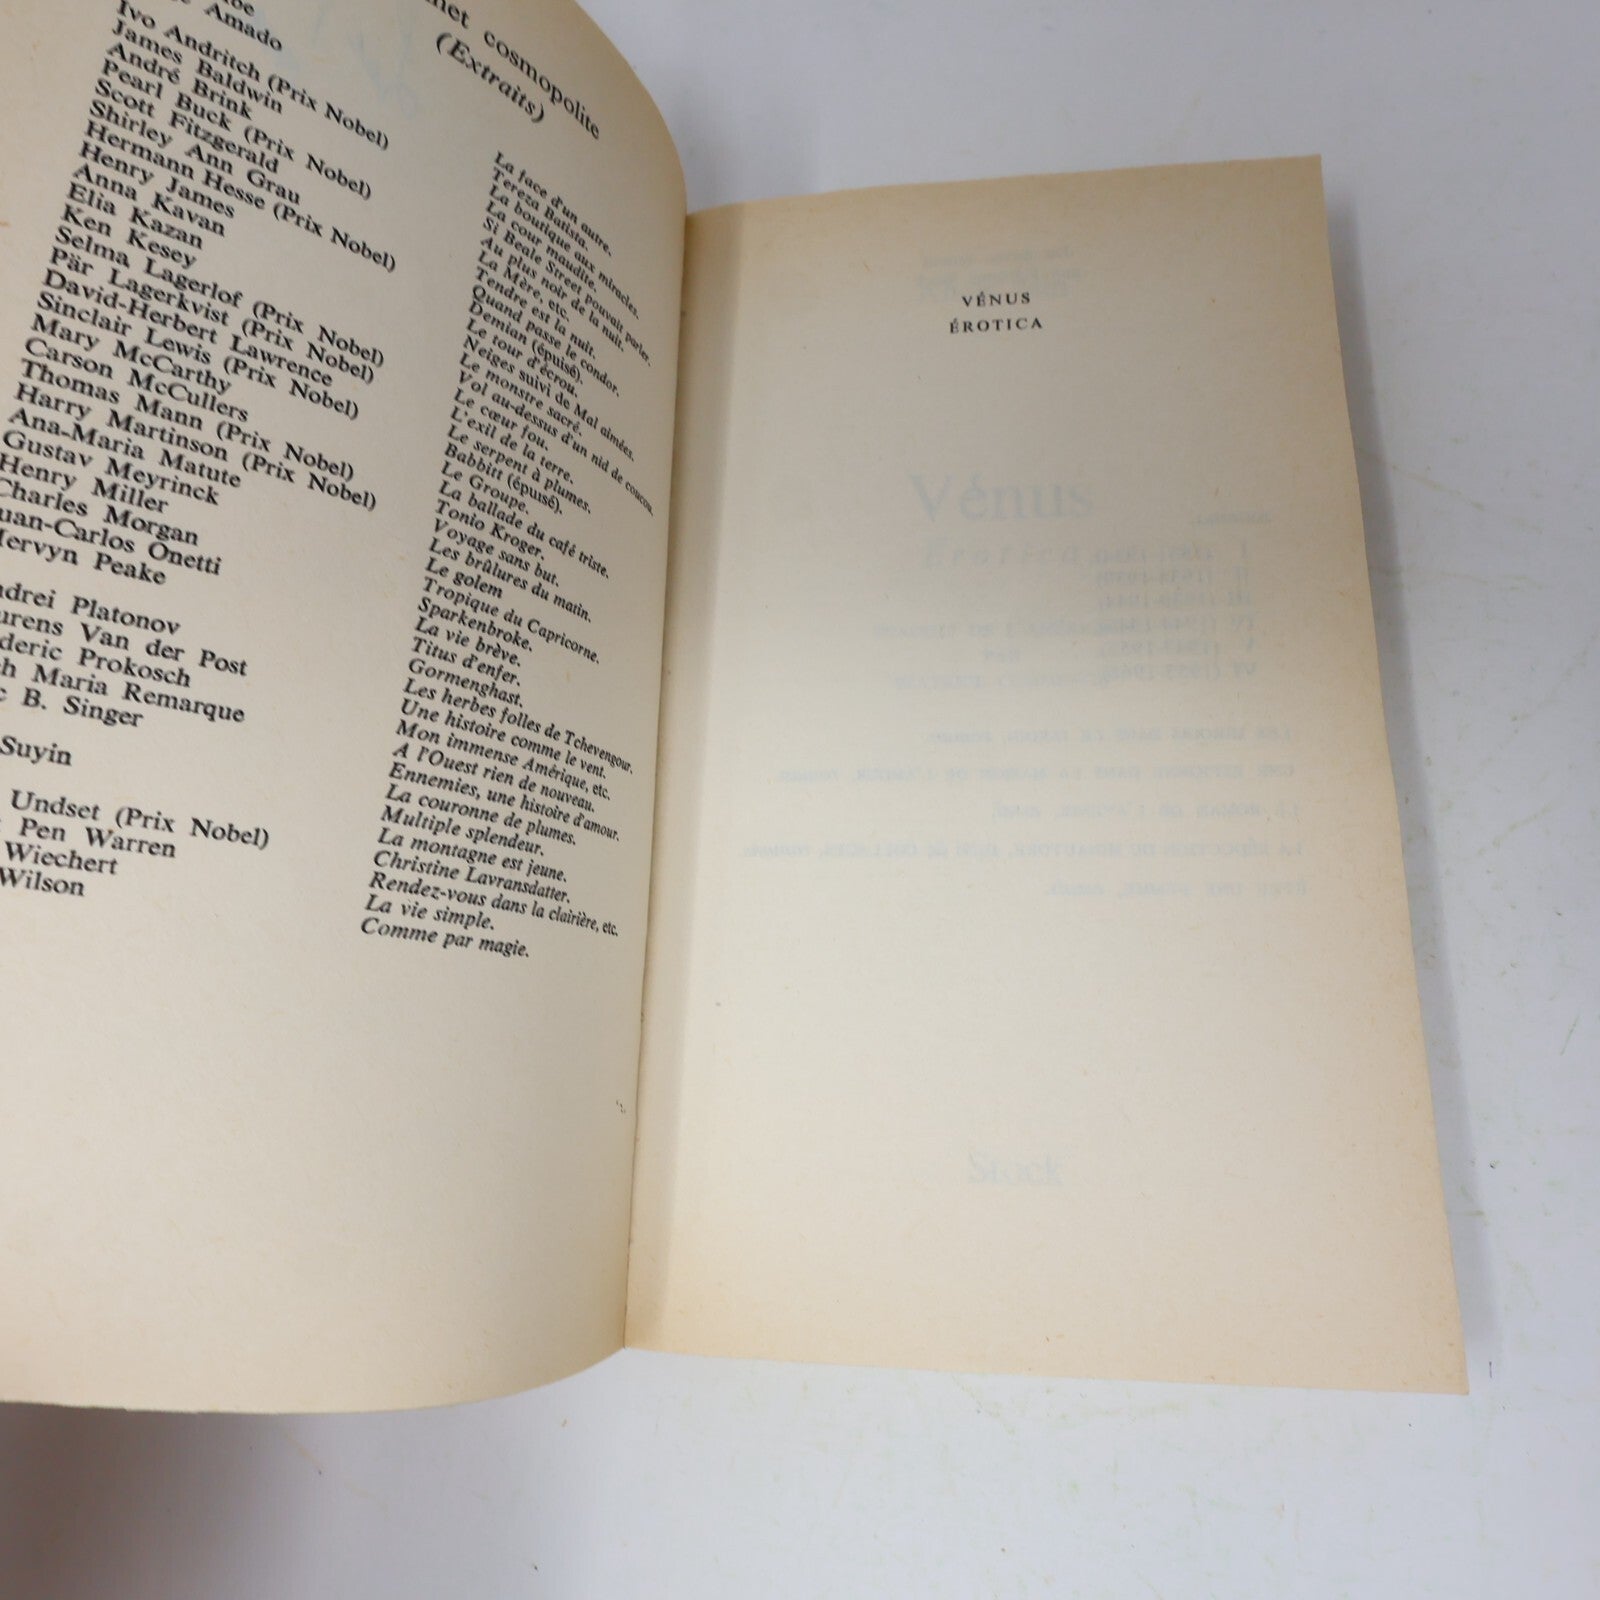 cosmopolite
(Extraits)
Amado
Ivo Andritch (Prix Nobel)
James Baldwin
André Brink
Pearl Buck (Prix Nobel)
Scott Fitzgerald
Shirley Ann Grau
Hermann Hesse (Prix Nobel)
Henry James
Anna Kavan
Elia Kazan
Ken Kesey
Selma Lagerlof (Prix Nobel)
Pär Lagerkvist (Prix Nobel)
David-Herbert Lawrence
Sinclair Lewis (Prix Nobel)
Mary McCarthy
Carson McCullers
Thomas Mann (Prix Nobel)
Harry Martinson (Prix Nobel)
Ana-Maria Matute
Gustav Meyrinck
Henry Miller
Charles Morgan
uan-Carlos Onetti
Mervyn Peake
ndrei Platonov
urens Van der Post
deric Prokosch
ch Maria Remarque
c B. Singer
Suyin
Undset (Prix Nobel)
Pen Warren
Wiechert
Wilson
La face d'un autre.
Tereza Batista.
La boutique aux miracles.
La cour maudite.
Si Beale Street pouvait parler.
Au plus noir de la nuit.
La Mère, etc.
Tendre est la nuit.
Quand passe le condor.
Demian (épuisé).
Le tour d'écrou.
Neiges suivi de Mal aimées.
Le monstre sacré.
Vol au-dessus d'un nid de coucou.
Le cœur fou.
L'exil de la terre.
Le serpent à plumes.
Babbitt (épuisé).
Le Groupe.
La ballade du café triste.
Tonio Kroger.
Voyage sans but.
Les brûlures du matin.
Le golem
Tropique du Capricorne.
Sparkenbroke.
La vie brève.
Titus d'enfer.
Gormenghast.
Les herbes folles de Tchevengour.
Une histoire comme le vent.
Mon immense Amérique, etc.
A l'Ouest rien de nouveau.
Ennemies, une histoire d'amour.
La couronne de plumes.
Multiple splendeur.
La montagne est jeune.
Christine Lavransdatter.
Rendez-vous dans la clairière, etc.
La vie simple.
Comme par magie.
VÉNUS
ÉROTICA
Vénus
Stock